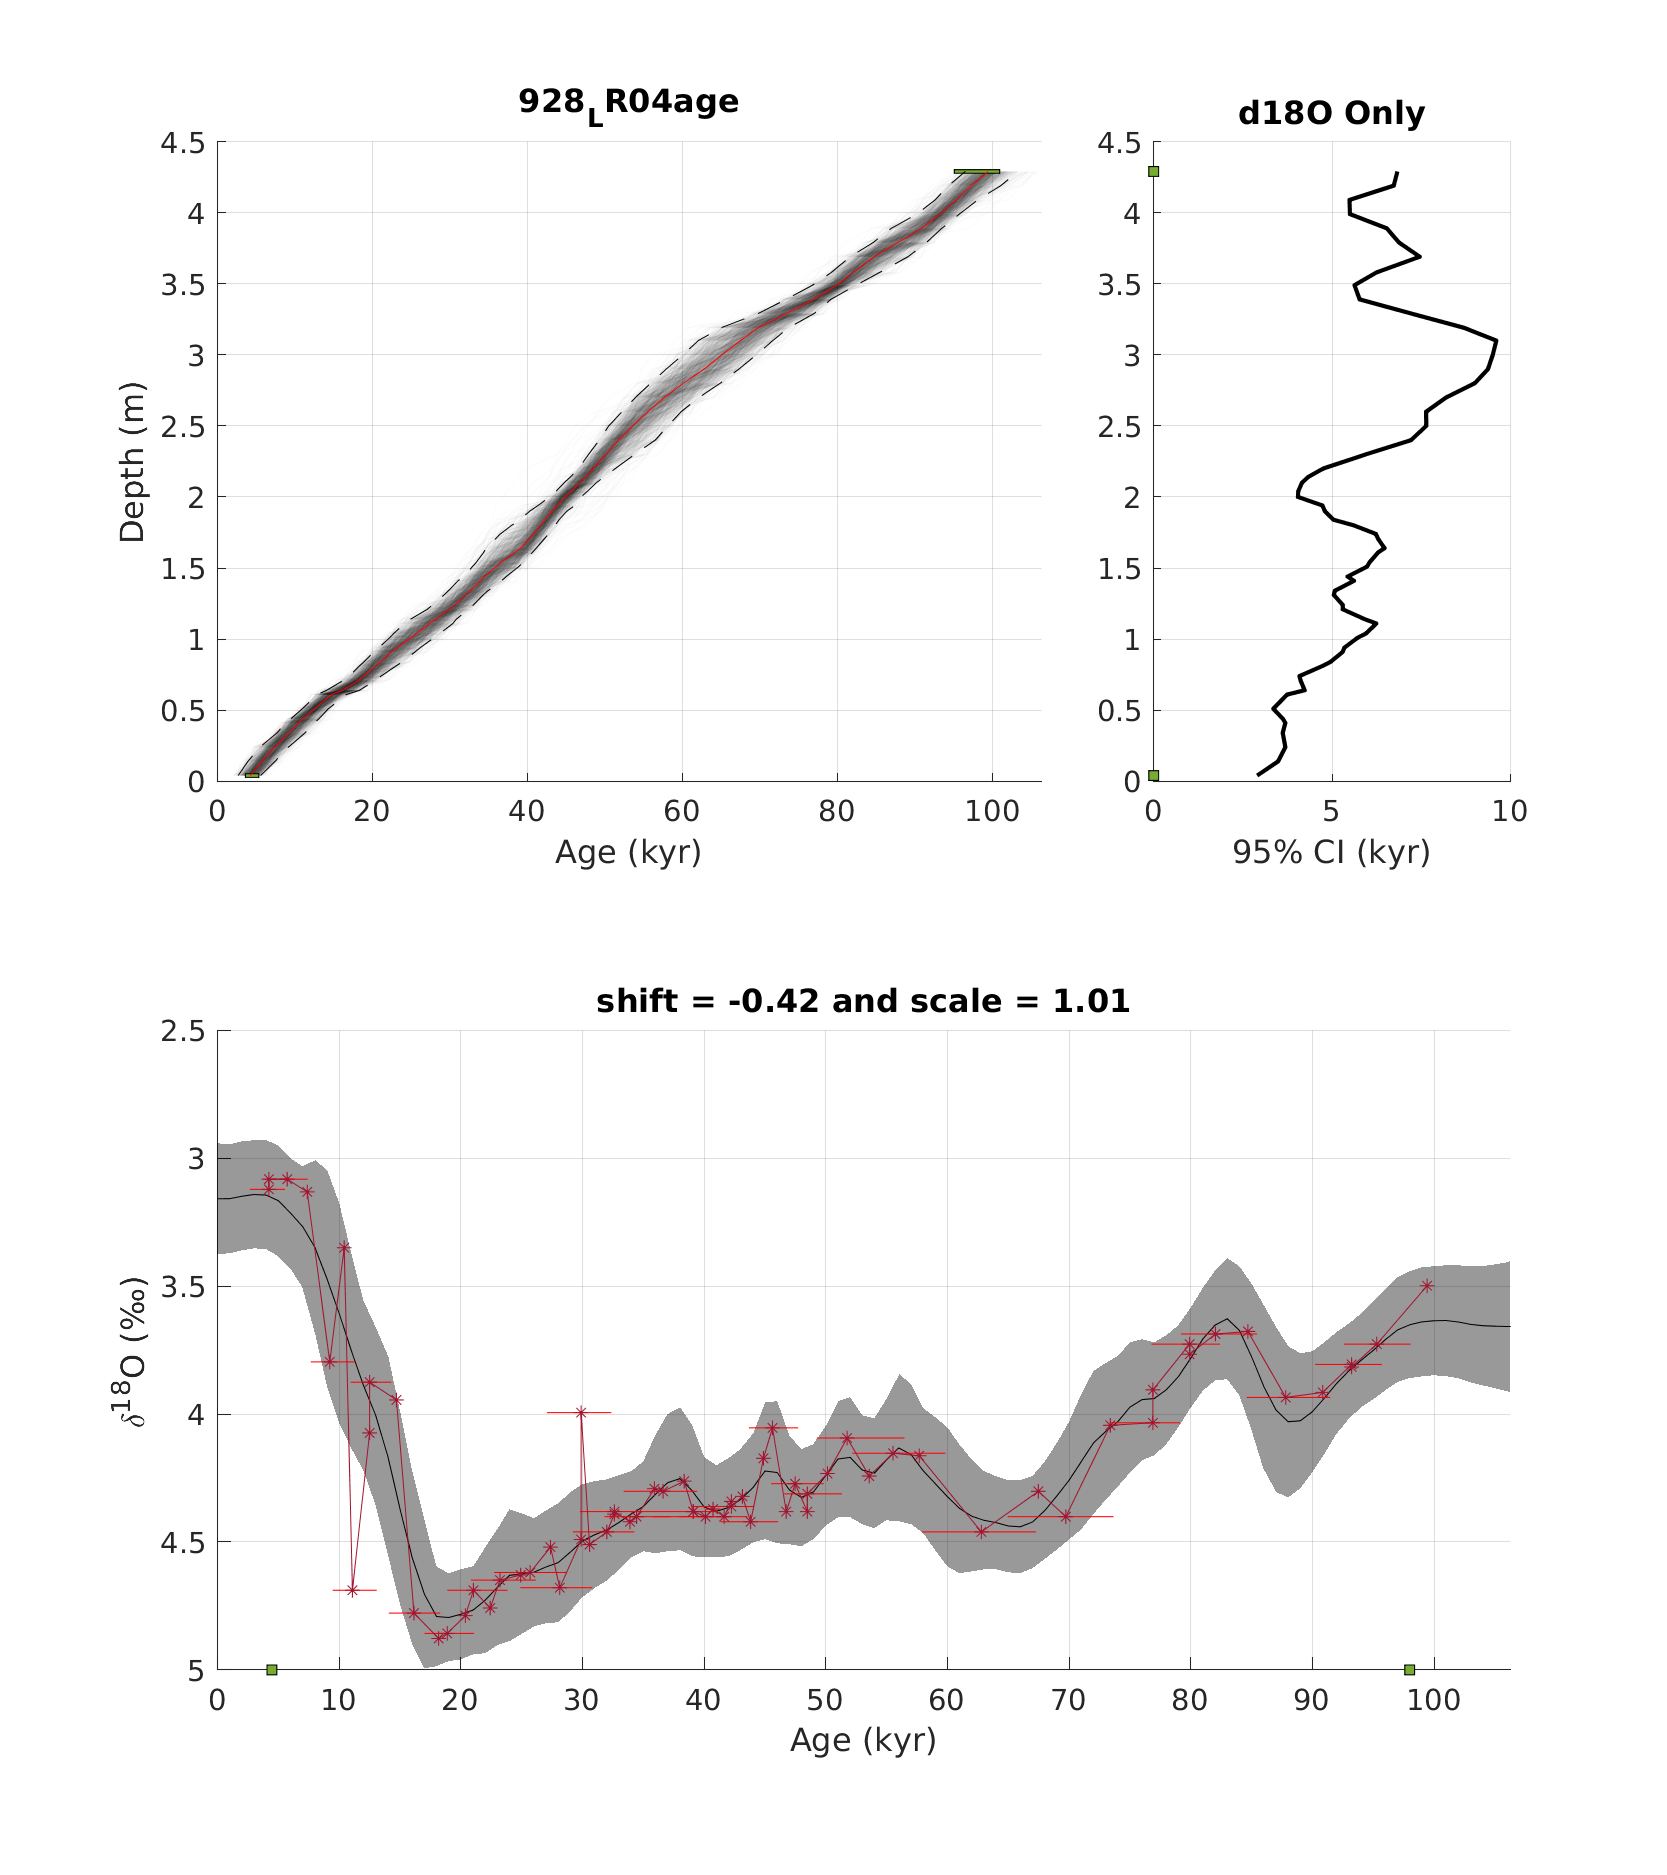 928LR04age
4.5
4
3.5
3
2.5
2
1.5
1
0.5
0
Depth (m)
0 20 40 60 80 100
Age (kyr)
d18O Only
4.5
4
3.5
3
2.5
2
1.5
1
0.5
0
0 5 10
95% CI (kyr)
shift = -0.42 and scale = 1.01
2.5
3
3.5
4
4.5
5
δ18O (‰)
0 10 20 30 40 50 60 70 80 90 100
Age (kyr)